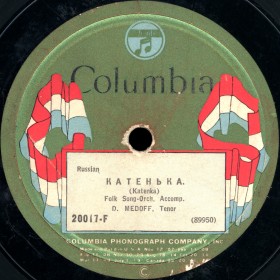 Columbia
Russian
КАТЕНЬКА.
(Katenka)
Folk Song-Orch. Accomp.
D. MEDOFF, Tenor
20017-F (89950)
COLUMBIA PHONOGRAPH COMPANY, INC.